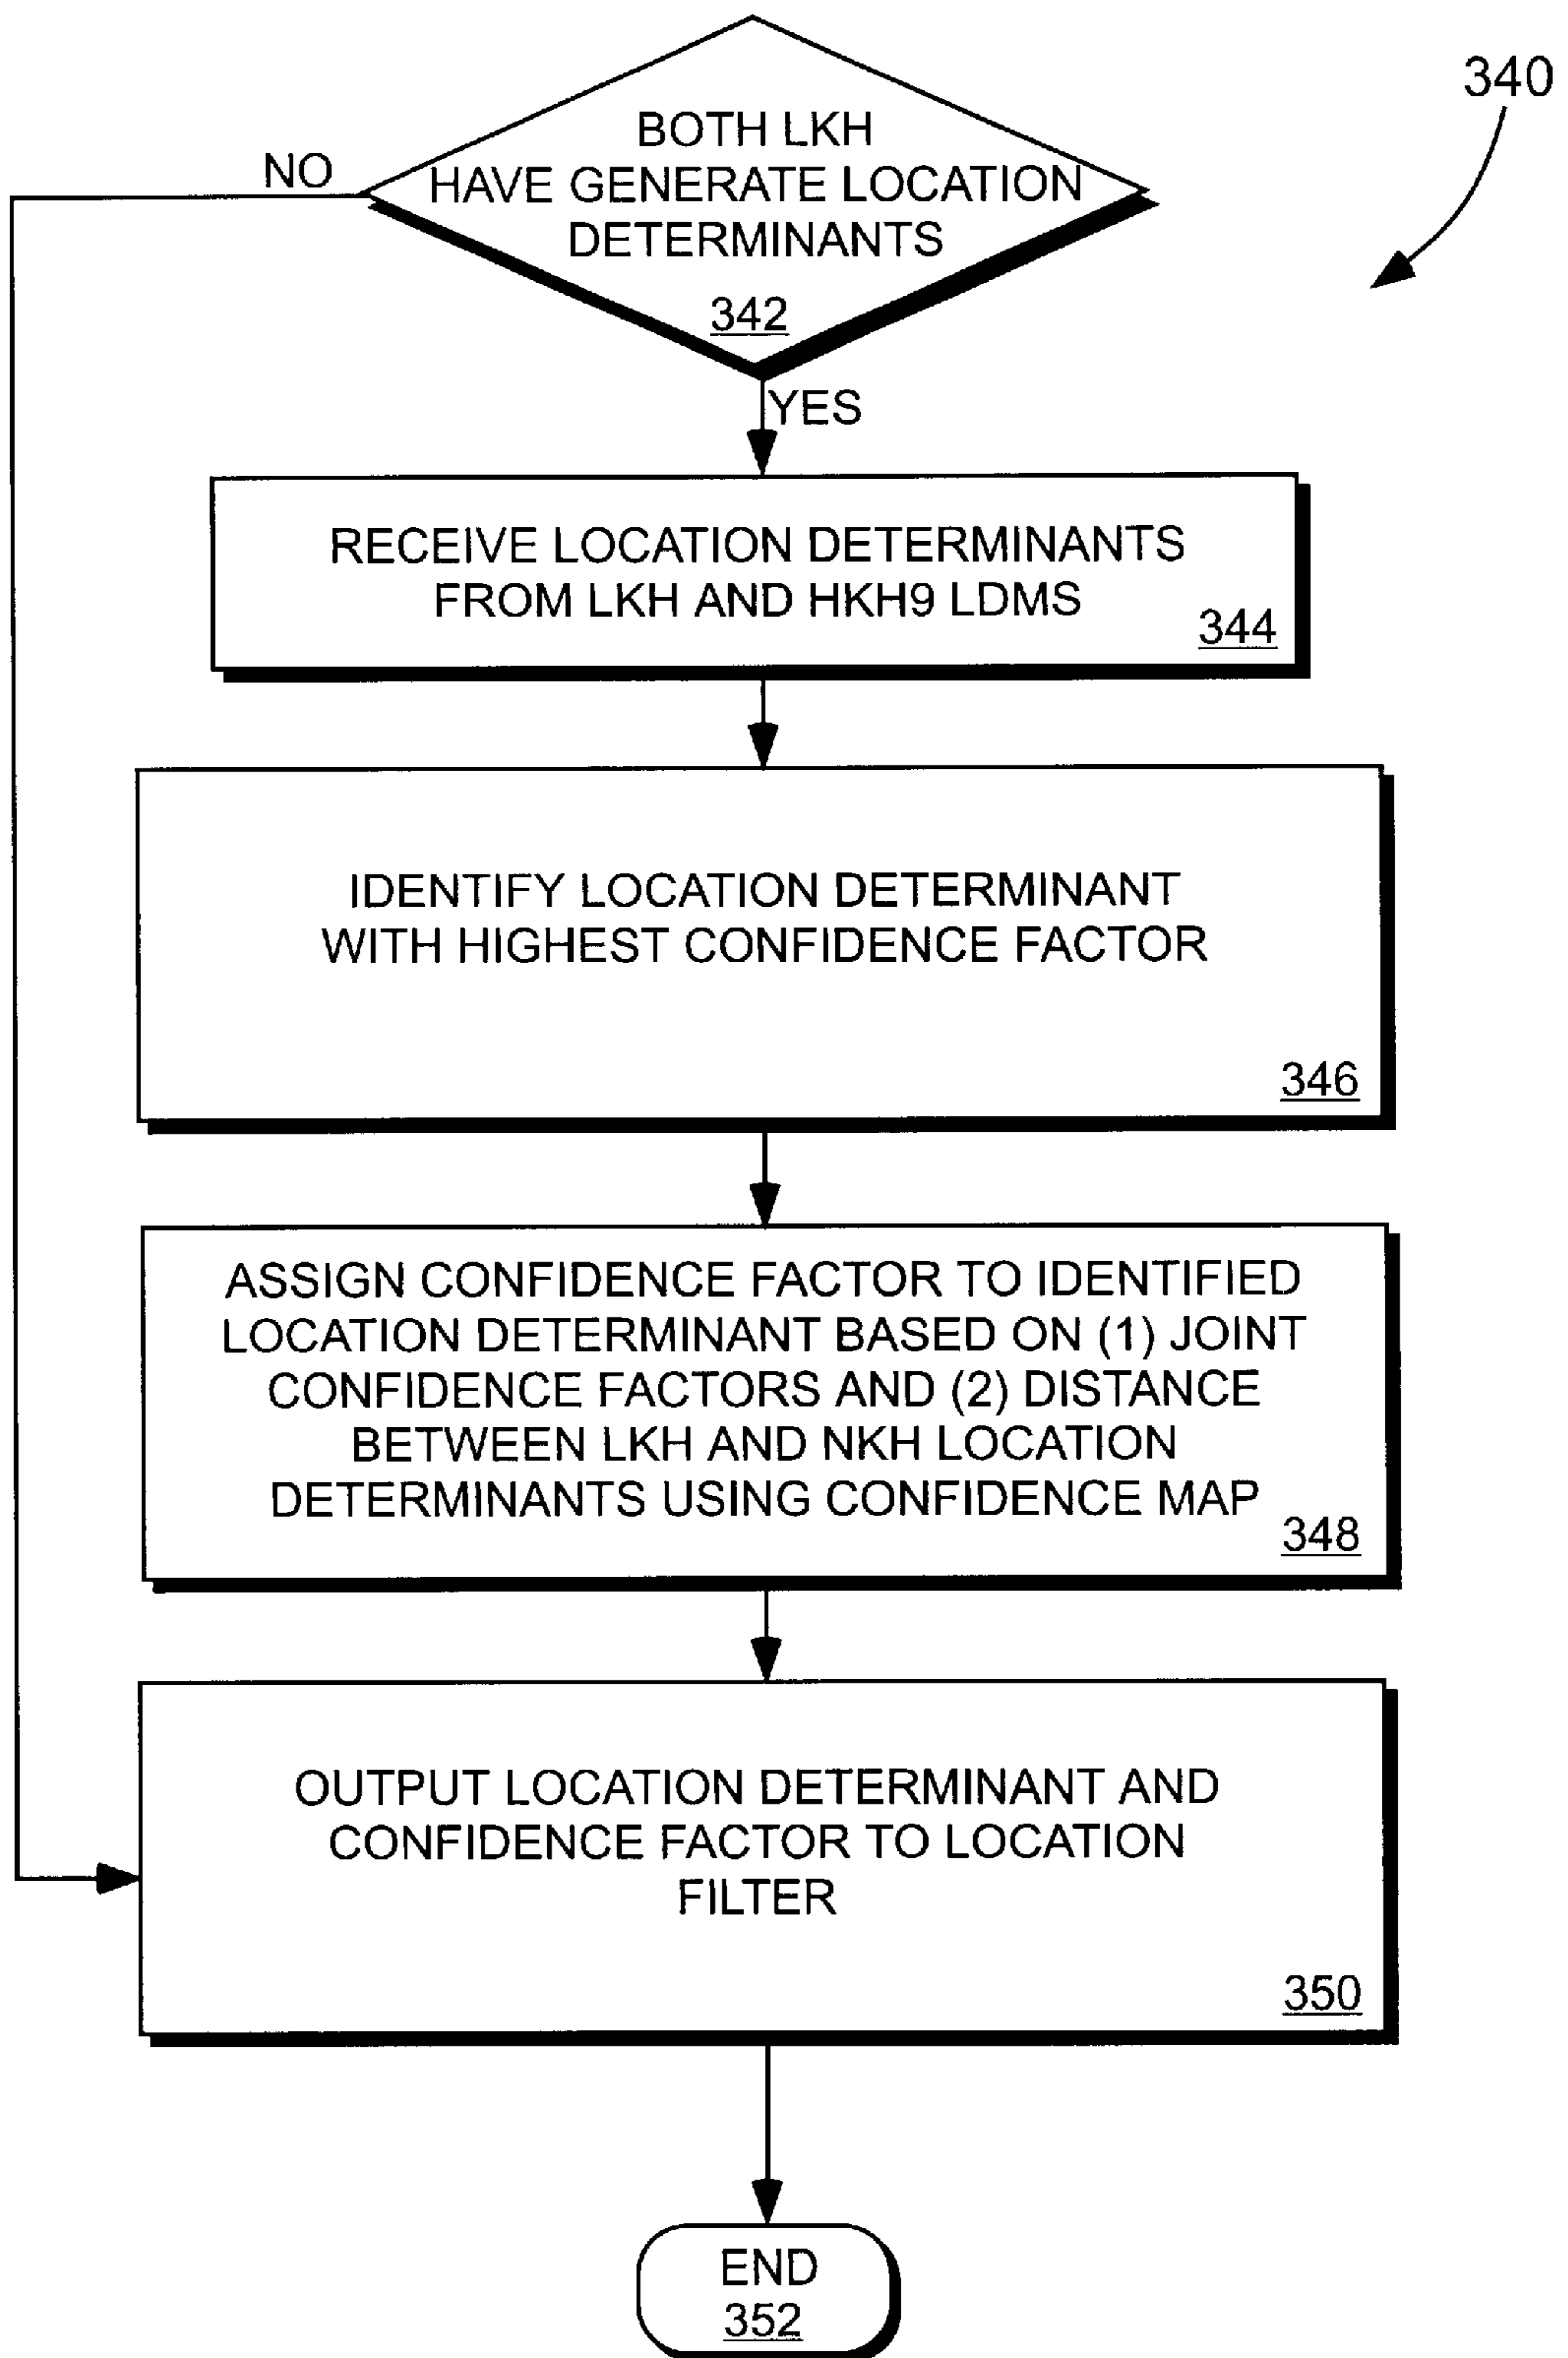 340
BOTH LKH
HAVE GENERATE LOCATION
DETERMINANTS
342
NO
YES
RECEIVE LOCATION DETERMINANTS
FROM LKH AND HKH9 LDMS
344
IDENTIFY LOCATION DETERMINANT
WITH HIGHEST CONFIDENCE FACTOR
346
ASSIGN CONFIDENCE FACTOR TO IDENTIFIED
LOCATION DETERMINANT BASED ON (1) JOINT
CONFIDENCE FACTORS AND (2) DISTANCE
BETWEEN LKH AND NKH LOCATION
DETERMINANTS USING CONFIDENCE MAP
348
OUTPUT LOCATION DETERMINANT AND
CONFIDENCE FACTOR TO LOCATION
FILTER
350
END
352